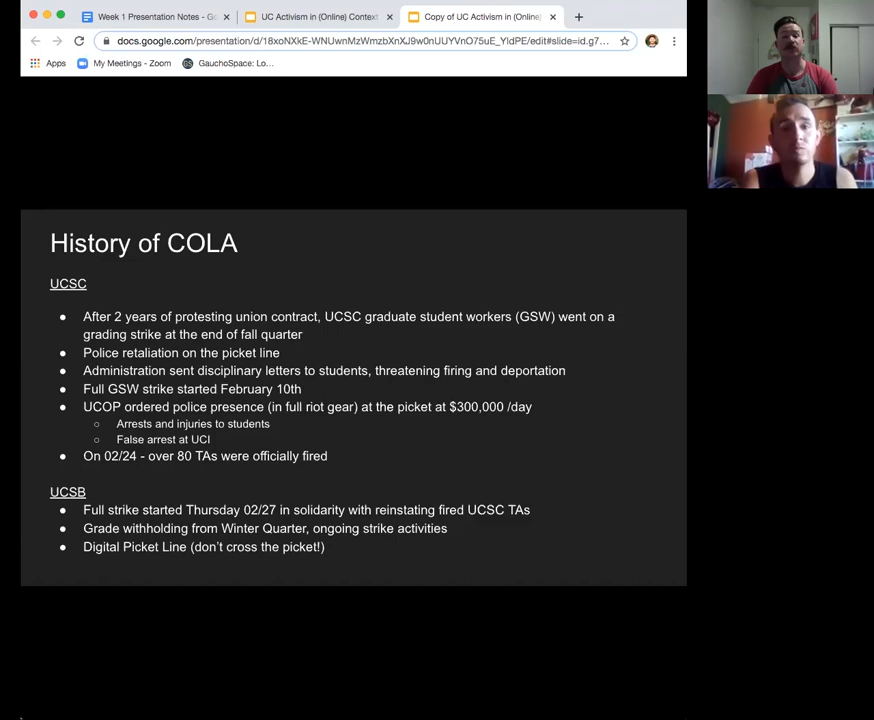 Week 1 Presentation Notes - Go
UC Activism in (Online) Context
Copy of UC Activism in (Online)
docs.google.com/presentation/d/18xoNXkE-WNUwnMzWmzbXnXJ9w0nUUYVnO75uE_YldPE/edit#slide=id.g7...
Apps
My Meetings - Zoom
GauchoSpace: Lo...
History of COLA
UCSC
● After 2 years of protesting union contract, UCSC graduate student workers (GSW) went on a
grading strike at the end of fall quarter
● Police retaliation on the picket line
● Administration sent disciplinary letters to students, threatening firing and deportation
● Full GSW strike started February 10th
● UCOP ordered police presence (in full riot gear) at the picket at $300,000 /day
○ Arrests and injuries to students
○ False arrest at UCI
● On 02/24 - over 80 TAs were officially fired
UCSB
● Full strike started Thursday 02/27 in solidarity with reinstating fired UCSC TAs
● Grade withholding from Winter Quarter, ongoing strike activities
● Digital Picket Line (don't cross the picket!)